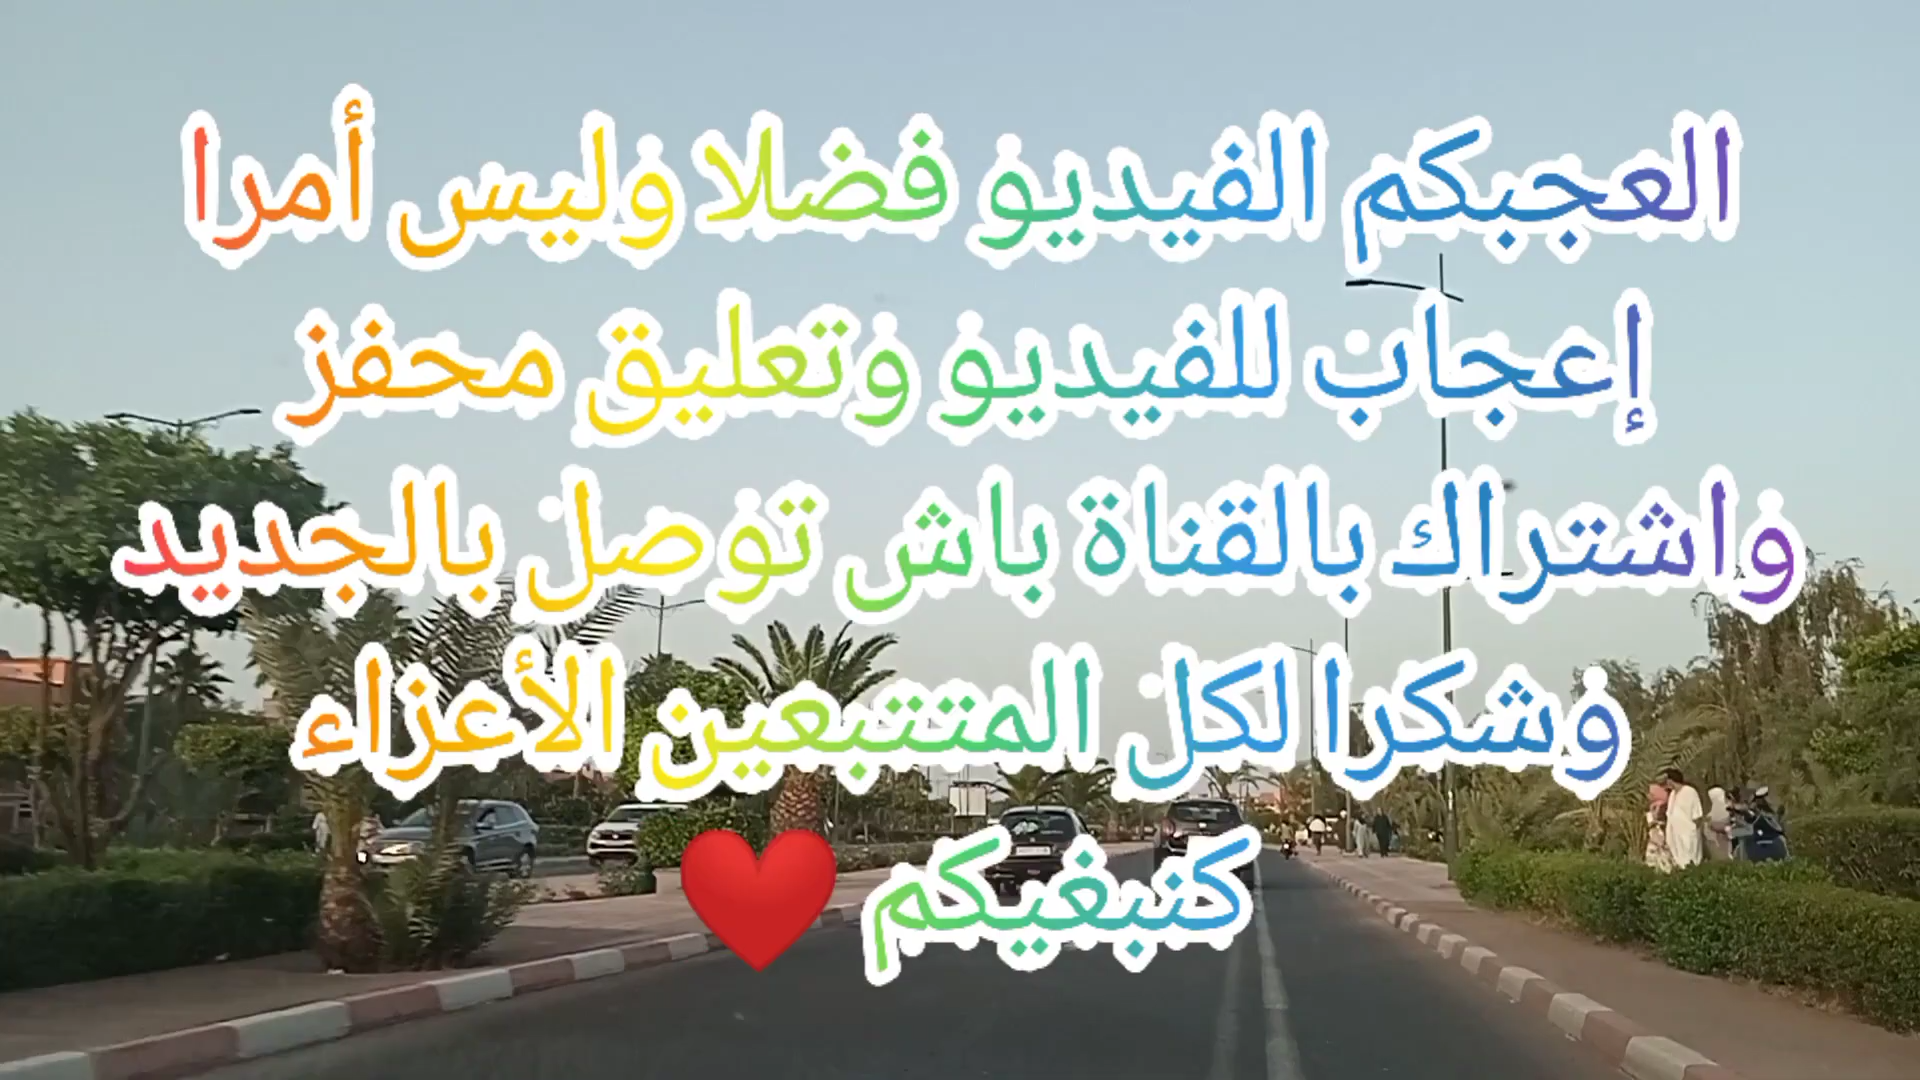 العجبكم الفيديو فضلا وليس أمرا
إعجاب للفيديو وتعليق محفز
واشتراك بالقناة باش توصل بالجديد
وشكرا لكل المتتبعين الأعزاء
كنبغيكم ❤️